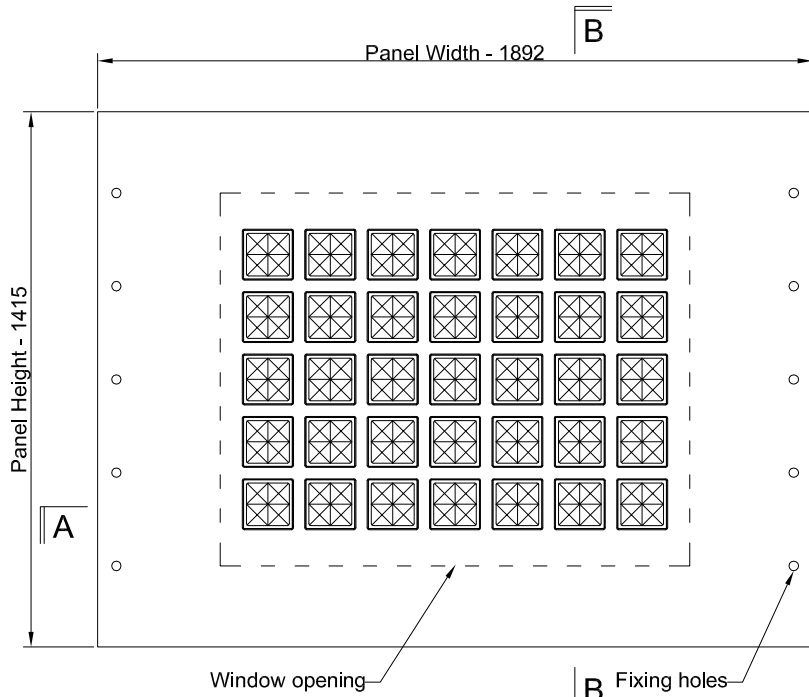 B
Panel Width - 1892
Panel Height - 1415
A
Window opening
B
Fixing holes